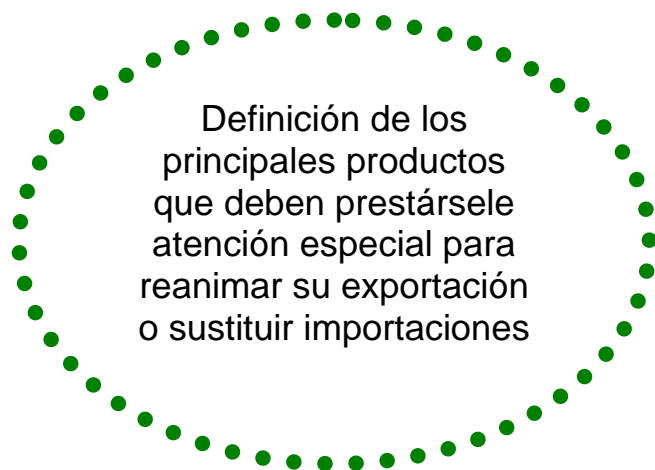 Definición de los
principales productos
que deben prestársele
atención especial para
reanimar su exportación
o sustituir importaciones